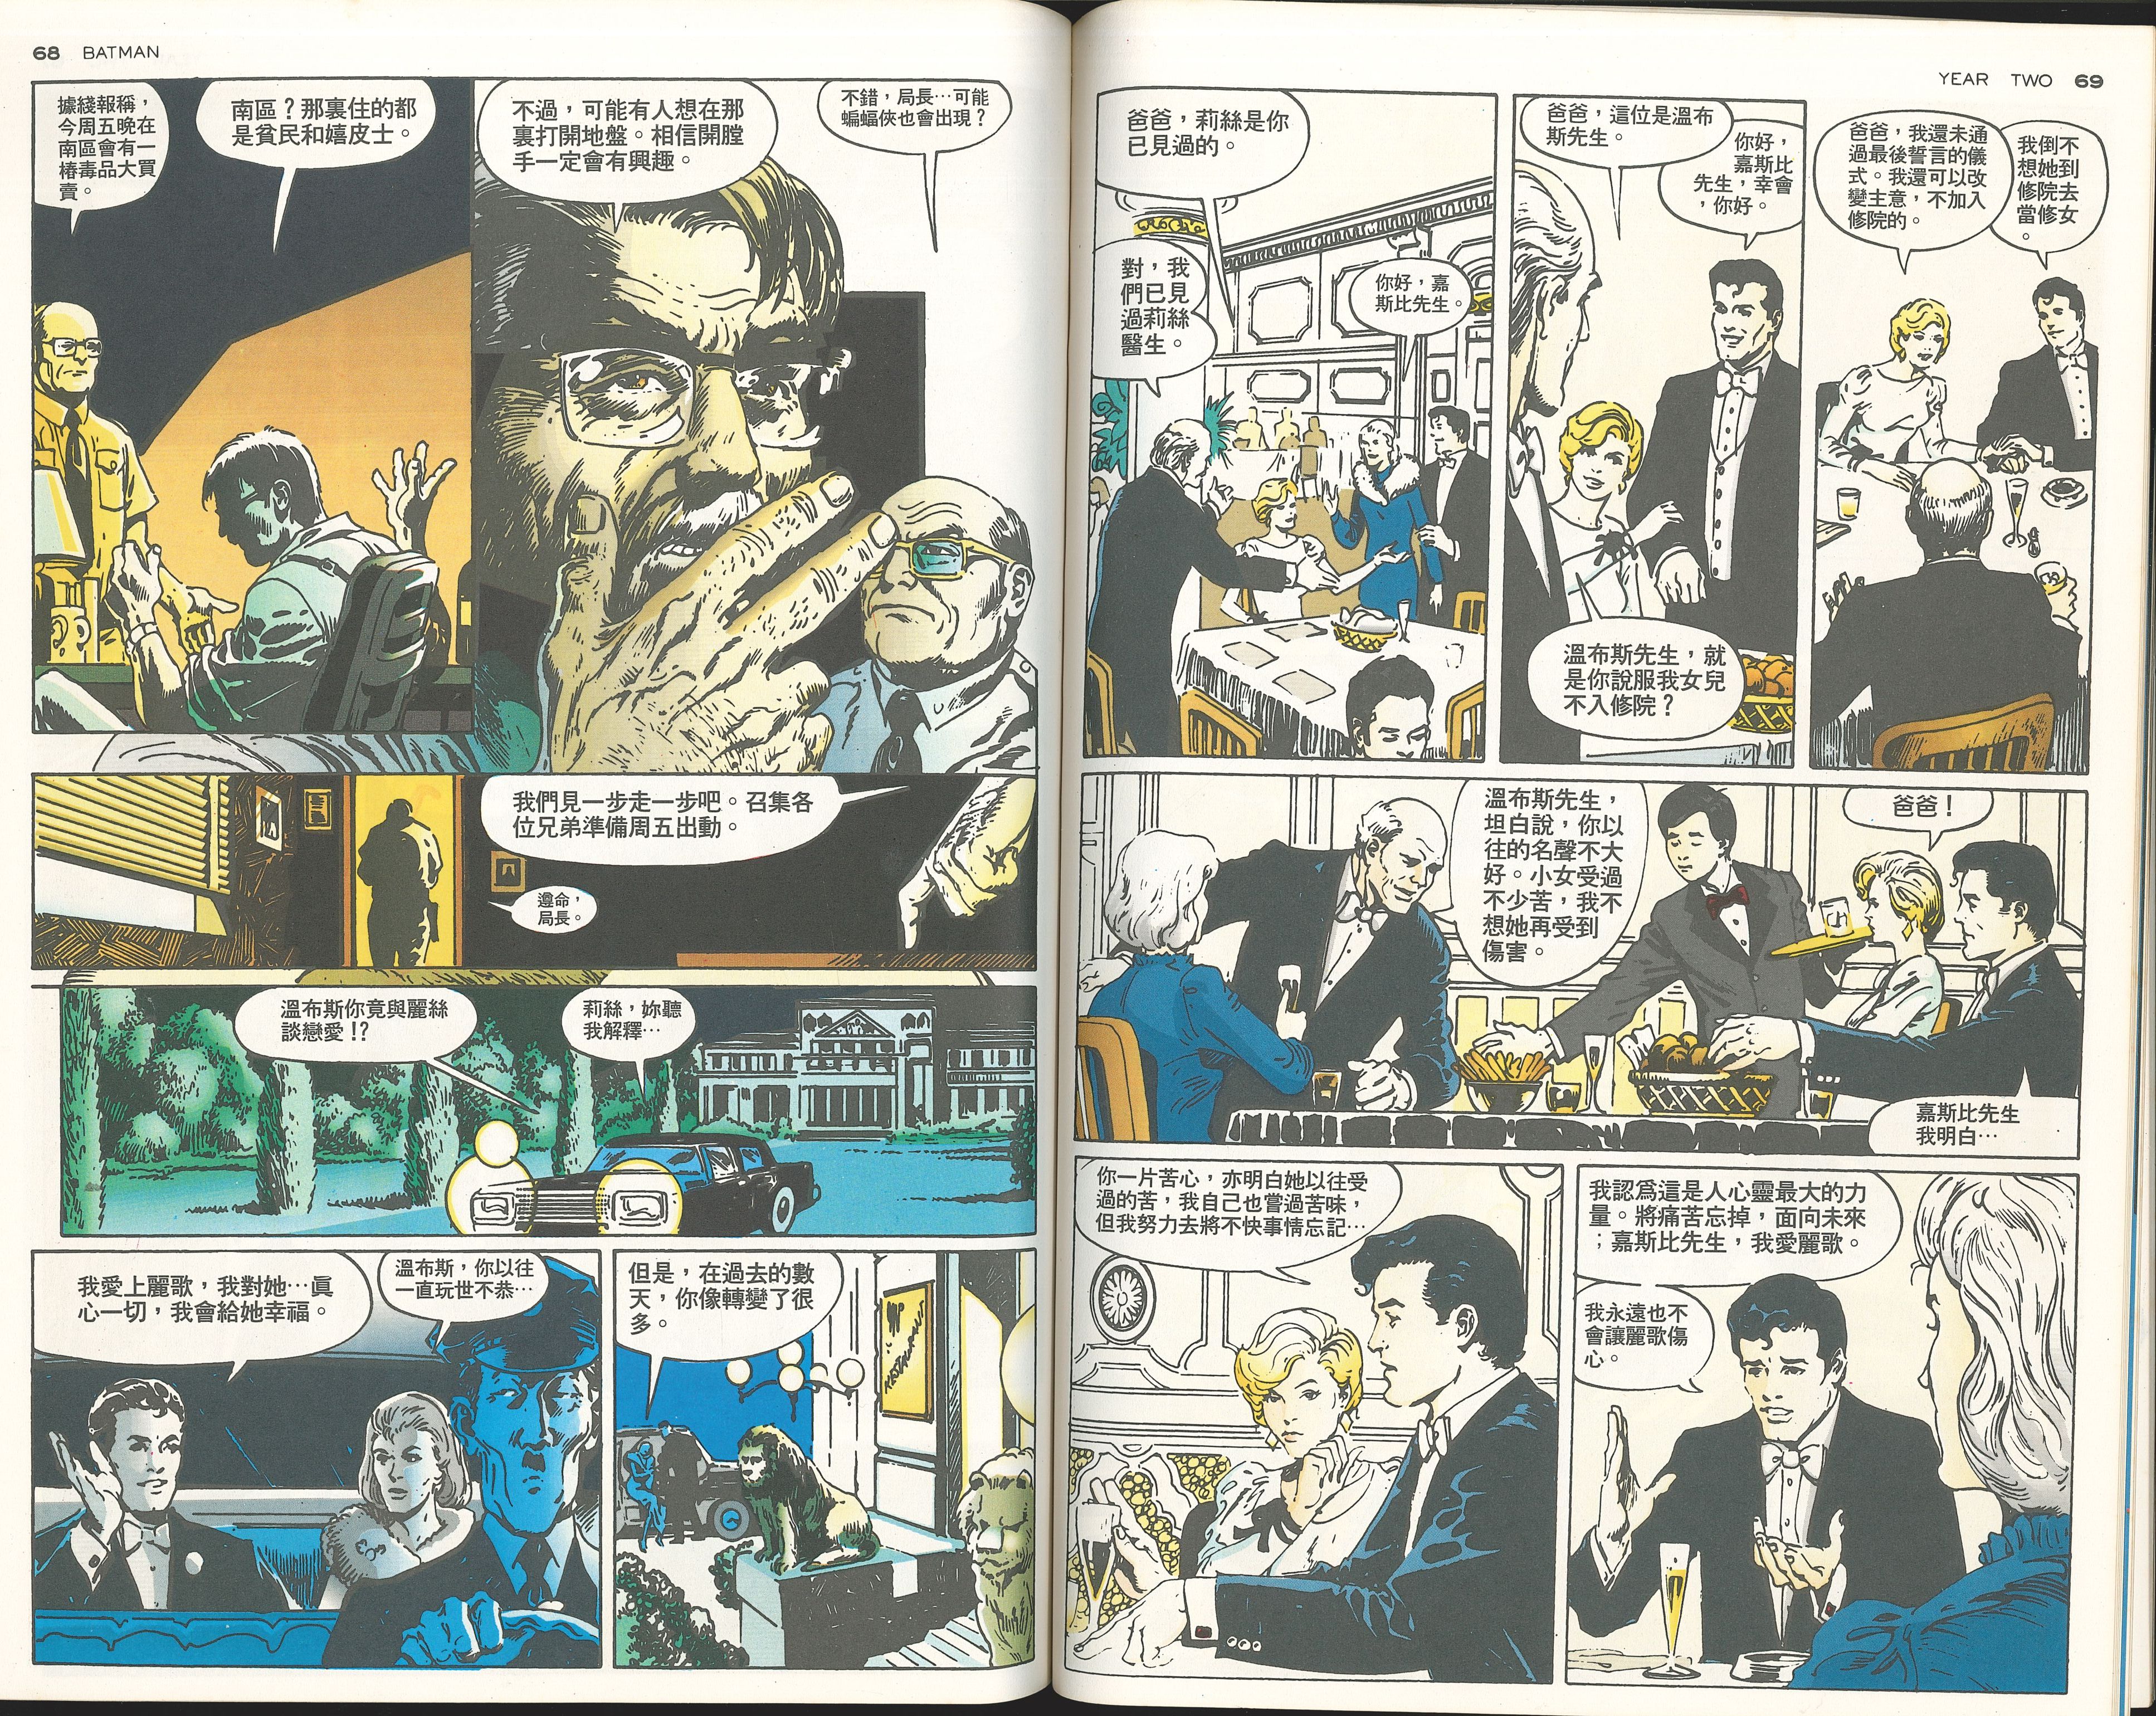 68 BATMAN
據綫報稱，
今周五晚在
南區會有一
樁毒品大買
賣。
南區？那裏住的都
是貧民和嬉皮士。
不過，可能有人想在那
裏打開地盤。相信開膛
手一定會有興趣。
不錯，局長…可能
蝙蝠俠也會出現？
我們見一步走一步吧。召集各
位兄弟準備周五出動。
遵命，
局長。
溫布斯你竟與麗絲
談戀愛！？
莉絲，妳聽
我解釋…
我愛上麗歌，我對她…眞
心一切，我會給她幸福。
溫布斯，你以往
一直玩世不恭…
但是，在過去的數
天，你像轉變了很
多。
YEAR TWO 69
爸爸，莉絲是你
已見過的。
對，我
們已見
過莉絲
醫生。
你好，嘉
斯比先生。
爸爸，這位是溫布
斯先生。
你好，
嘉斯比
先生，幸會
，你好。
溫布斯先生，就
是你說服我女兒
不入修院？
爸爸，我還未通
過最後誓言的儀
式。我還可以改
變主意，不加入
修院的。
我倒不
想她到
修院去
當修女
。
溫布斯先生，
坦白說，你以
往的名聲不大
好。小女受過
不少苦，我不
想她再受到
傷害。
爸爸！
嘉斯比先生
我明白…
你一片苦心，亦明白她以往受
過的苦，我自己也嘗過苦味，
但我努力去將不快事情忘記…
我認爲這是人心靈最大的力
量。將痛苦忘掉，面向未來
；嘉斯比先生，我愛麗歌。
我永遠也不
會讓麗歌傷
心。